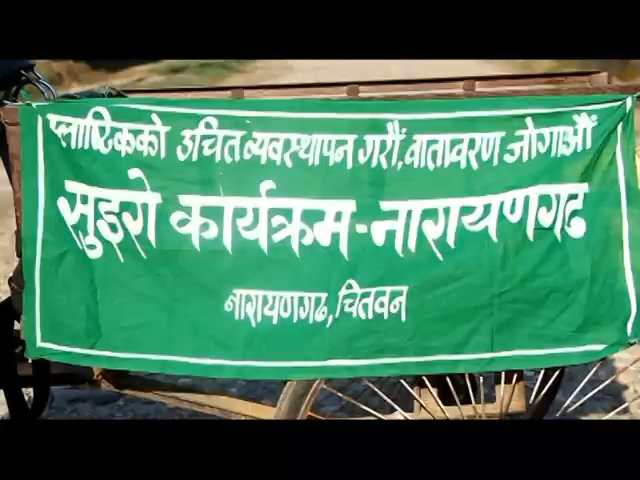 प्लाष्टिकको उचित व्यवस्थापन गरौं, वातावरण जोगाऔं
सुइरो कार्यक्रम-नारायणगढ
नारायणगढ, चितवन